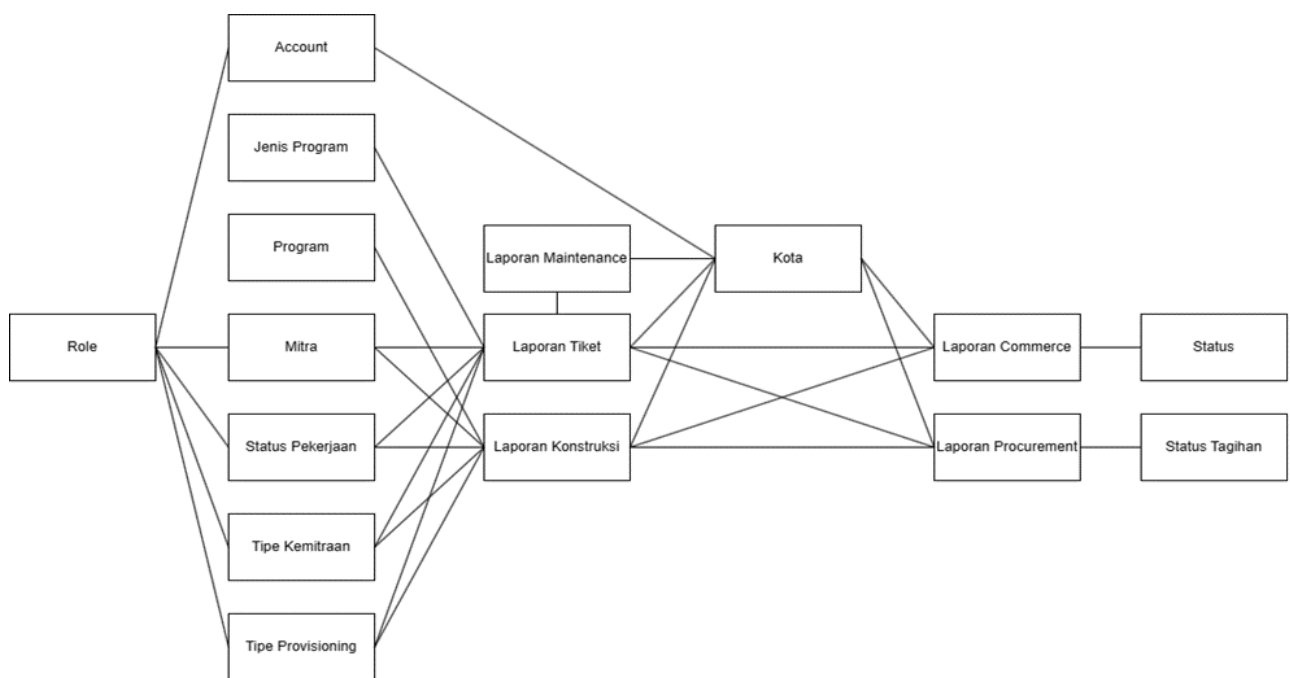 Account
Jenis Program
Program
Laporan Maintenance
Kota
Role
Mitra
Laporan Tiket
Laporan Commerce
Status
Status Pekerjaan
Laporan Konstruksi
Laporan Procurement
Status Tagihan
Tipe Kemitraan
Tipe Provisioning